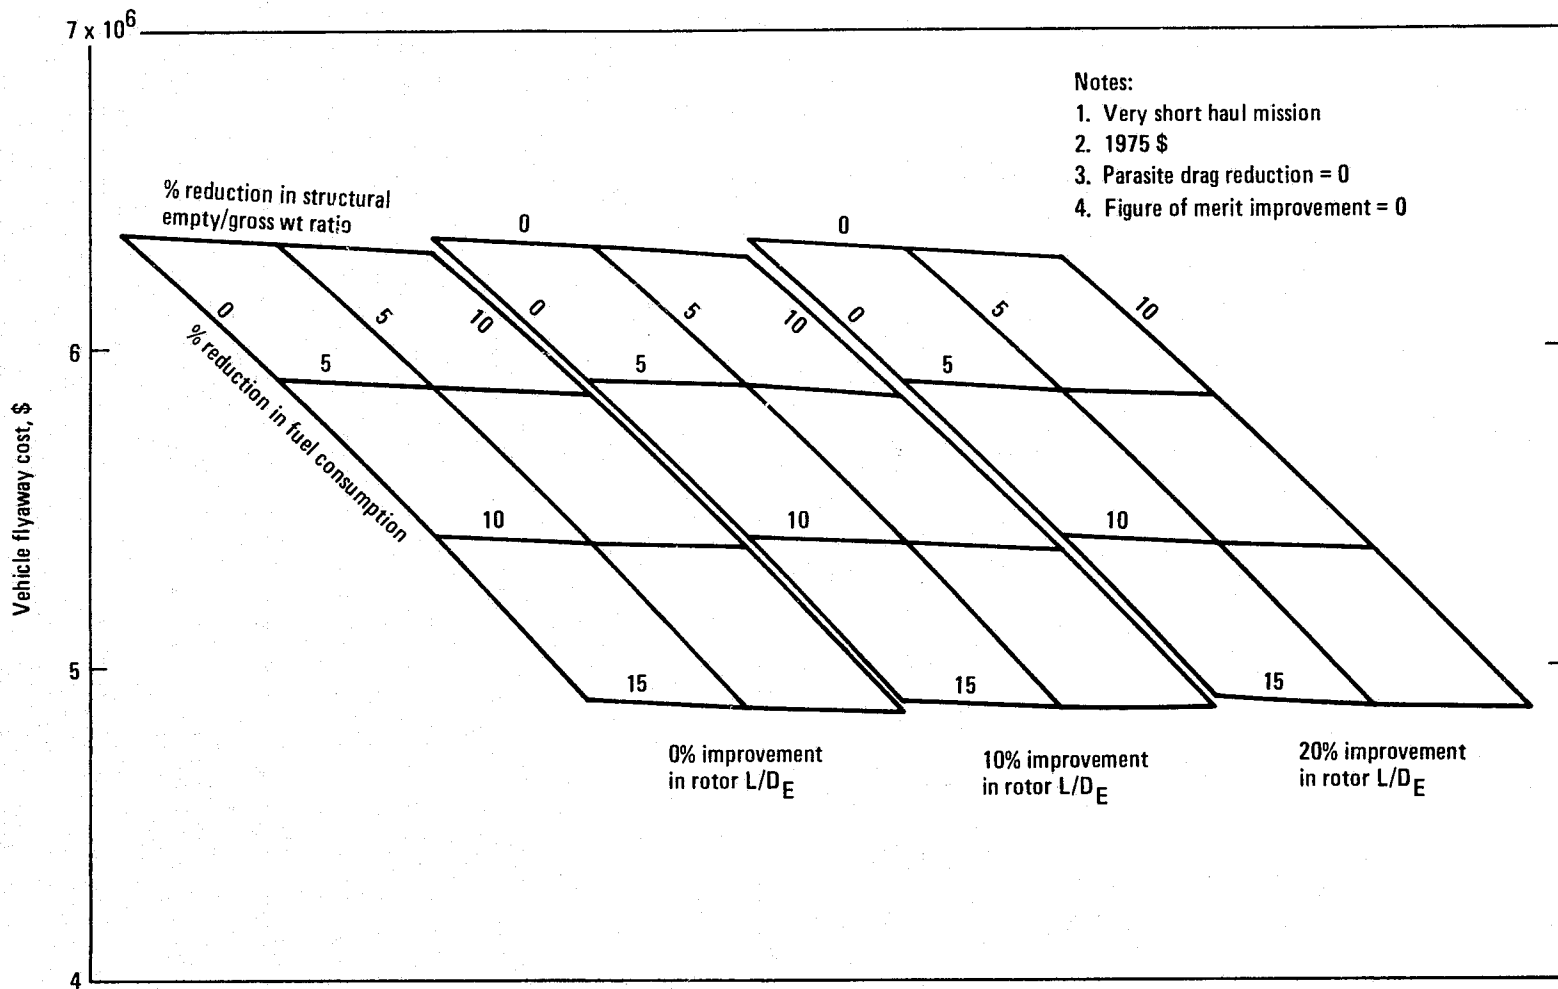 7 x 10⁶
Notes:
1. Very short haul mission
2. 1975 $
3. Parasite drag reduction = 0
4. Figure of merit improvement = 0
% reduction in structural
empty/gross wt ratio
0
0
0
5
10
0
5
10
0
5
10
% reduction in fuel consumption
6
5
5
5
Vehicle flyaway cost, $
10
10
10
5
15
15
15
0% improvement
in rotor L/D_E
10% improvement
in rotor L/D_E
20% improvement
in rotor L/D_E
4